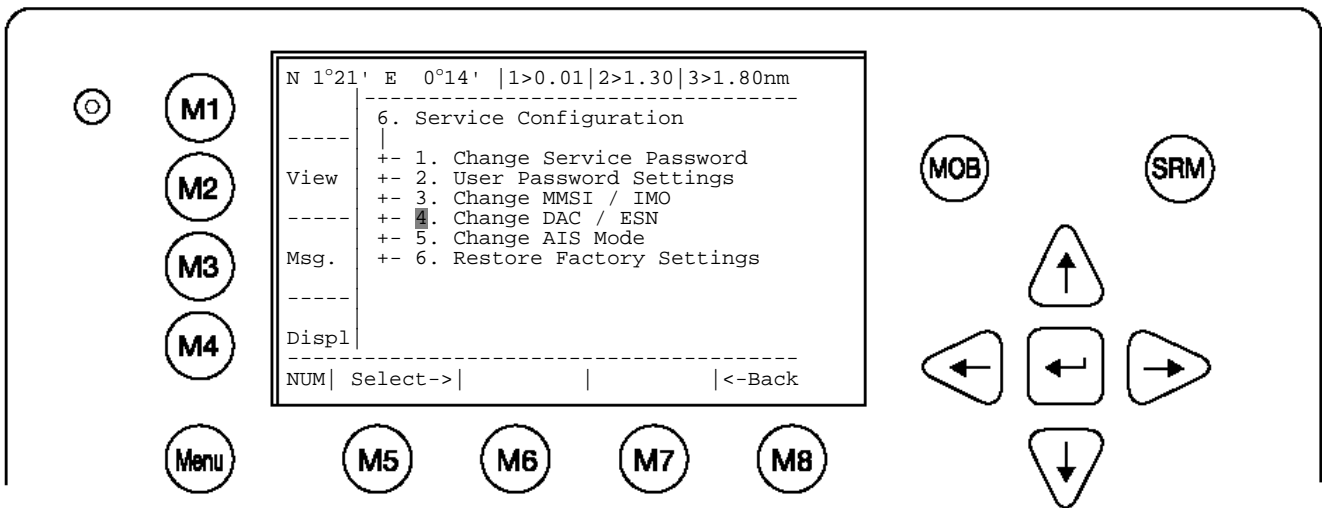 N 1°21' E 0°14' |1>0.01|2>1.30|3>1.80nm
M1
6. Service Configuration
+- 1. Change Service Password
MOB
SRM
M2
View
+- 2. User Password Settings
+- 3. Change MMSI / IMO
+- 4. Change DAC / ESN
+- 5. Change AIS Mode
M3
Msg.
+- 6. Restore Factory Settings
M4
Displ
NUM| Select->| | |<-Back
Menu
M5
M6
M7
M8